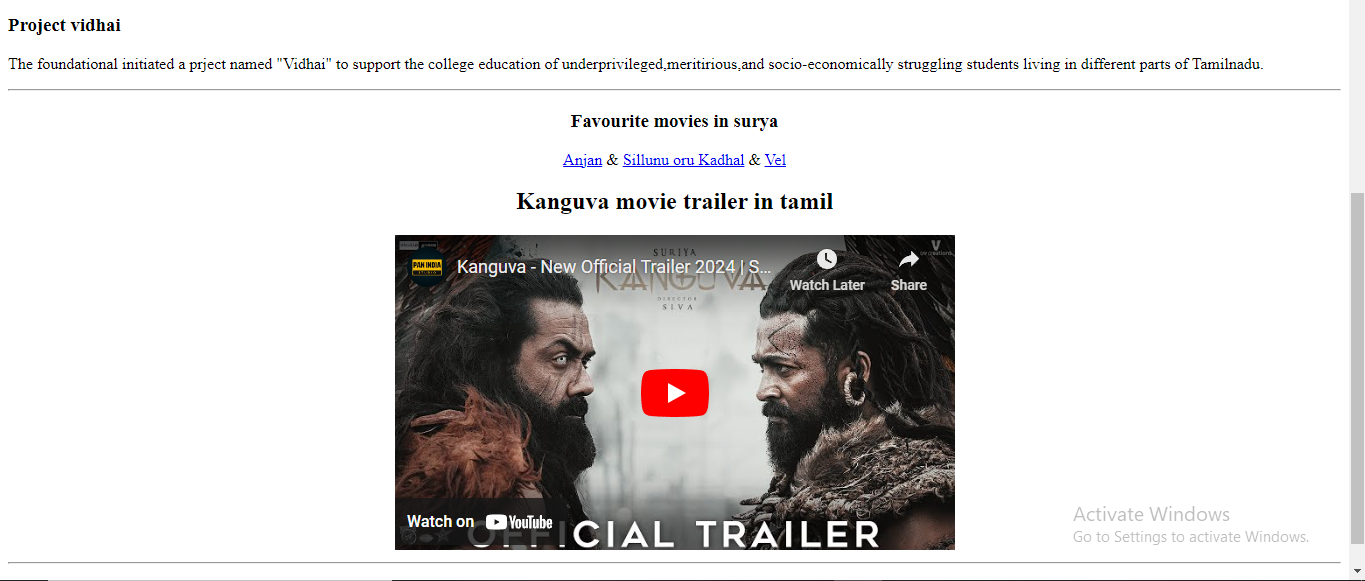 Project vidhai
The foundational initiated a prject named "Vidhai" to support the college education of underprivileged,meritirious,and socio-economically struggling students living in different parts of Tamilnadu.
Favourite movies in surya
Anjan & Sillunu oru Kadhal & Vel
Kanguva movie trailer in tamil
PAN INDIA
Kanguva - New Official Trailer 2024 | S...
SURIYA
KANGUVA
DIRECTOR
SIVA
Watch Later
Share
Watch on YouTube
OFFICIAL TRAILER
Activate Windows
Go to Settings to activate Windows.